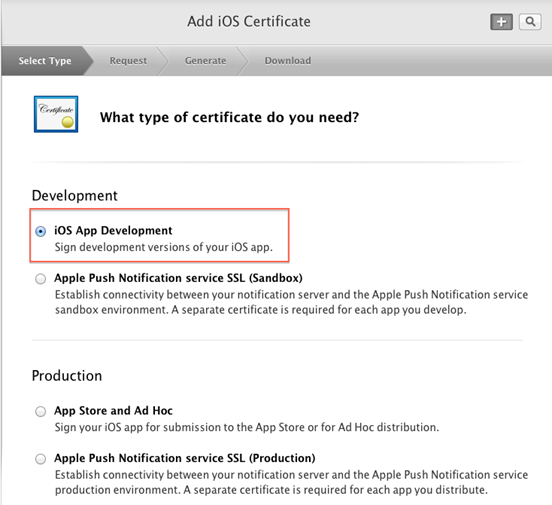 Add iOS Certificate
Select Type
Request
Generate
Download
Certificate
What type of certificate do you need?
Development
iOS App Development
Sign development versions of your iOS app.
Apple Push Notification service SSL (Sandbox)
Establish connectivity between your notification server and the Apple Push Notification service
sandbox environment. A separate certificate is required for each app you develop.
Production
App Store and Ad Hoc
Sign your iOS app for submission to the App Store or for Ad Hoc distribution.
Apple Push Notification service SSL (Production)
Establish connectivity between your notification server and the Apple Push Notification service
production environment. A separate certificate is required for each app you distribute.